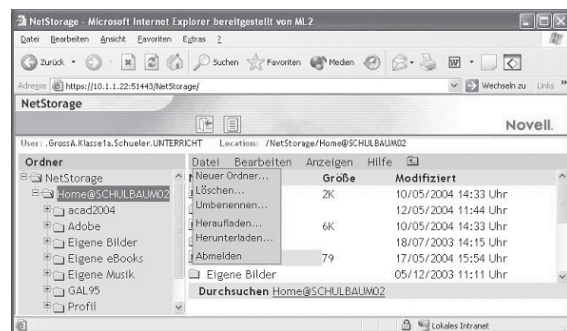 NetStorage - Microsoft Internet Explorer bereitgestellt von ML2
Datei Bearbeiten Ansicht Favoriten Extras ?
Zurück Suchen Favoriten Medien
Adresse https://10.1.1.22:51443/NetStorage/ Wechseln zu Links »
NetStorage
Novell.
User: .GrossA.Klasse1a.Schueler.UNTERRICHT Location: /NetStorage/Home@SCHULBAUM02
Ordner Datei Bearbeiten Anzeigen Hilfe
NetStorage Neuer Ordner... Größe Modifiziert
Home@SCHULBAUM02 Löschen... 2K 10/05/2004 14:33 Uhr
acad2004 Umbenennen... 12/05/2004 11:44 Uhr
Adobe Heraufladen... 6K 10/05/2004 14:33 Uhr
Eigene Bilder Herunterladen... 18/07/2003 14:15 Uhr
Eigene eBooks Abmelden 79 17/05/2004 15:54 Uhr
Eigene Musik Eigene Bilder 05/12/2003 11:11 Uhr
GAL95 Durchsuchen Home@SCHULBAUM02
Profil
Lokales Intranet